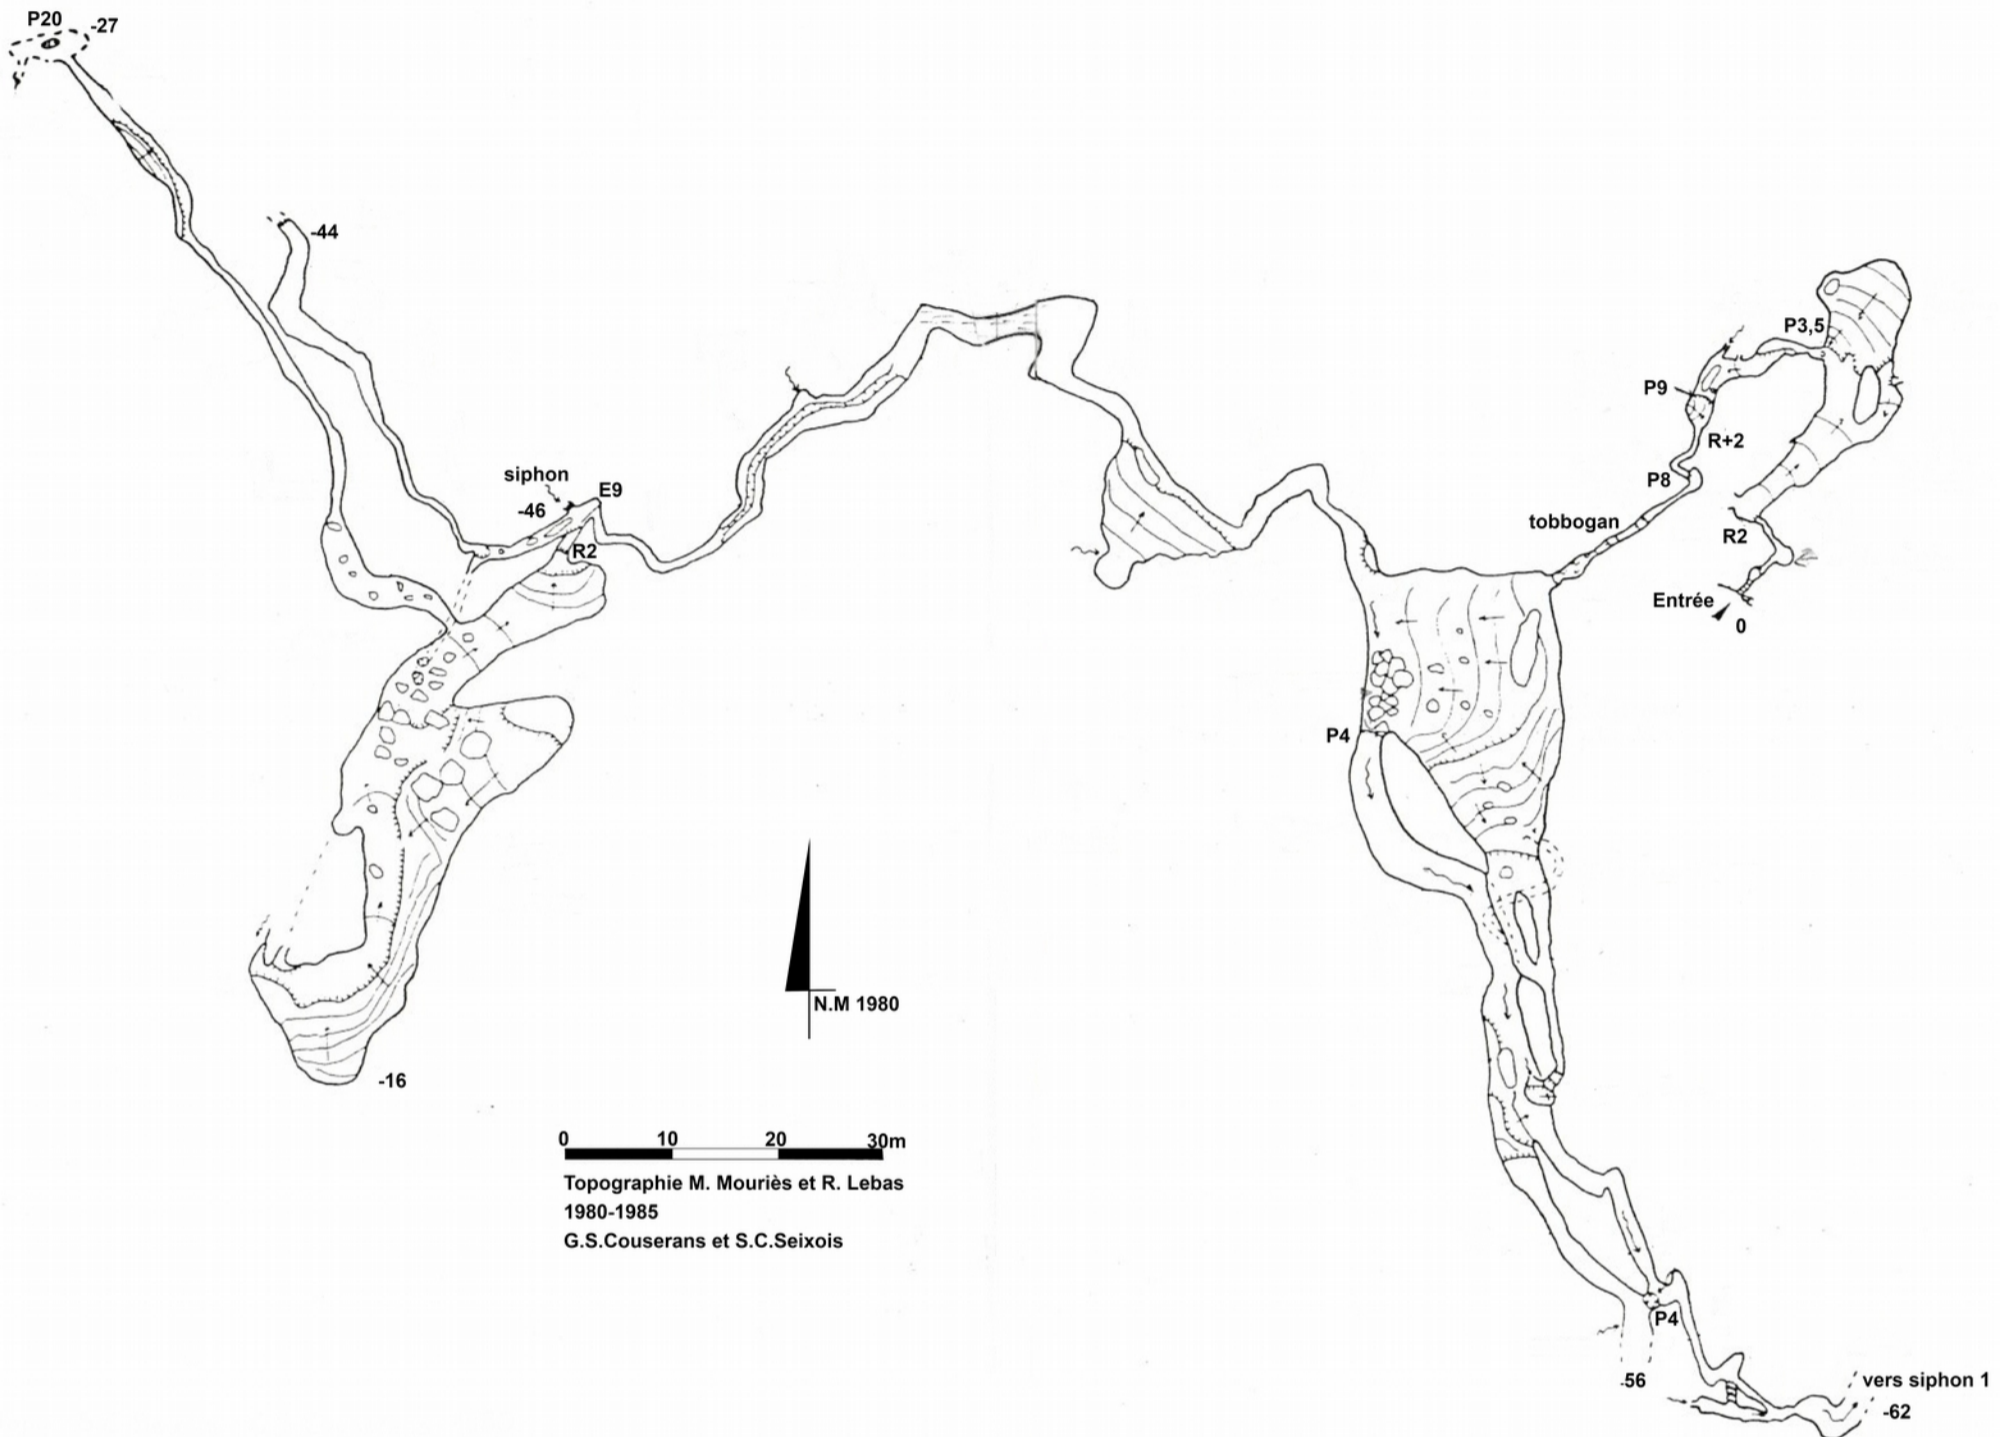 P20
-27
-44
siphon
-46
E9
R2
P3,5
P9
R+2
P8
tobbogan
R2
Entrée
0
P4
N.M 1980
-16
0 10 20 30m
Topographie M. Mouriès et R. Lebas
1980-1985
G.S.Couserans et S.C.Seixois
P4
-56
vers siphon 1
-62